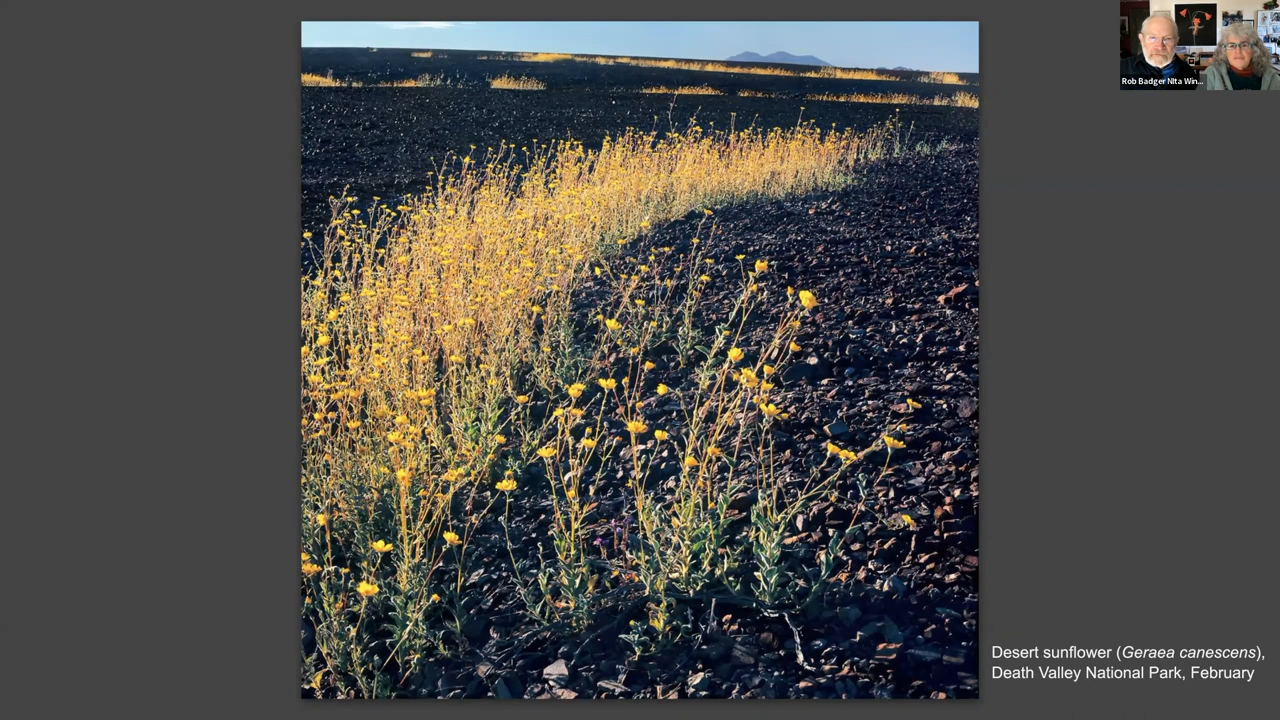 Rob Badger NIta Win...
Desert sunflower (Geraea canescens),
Death Valley National Park, February